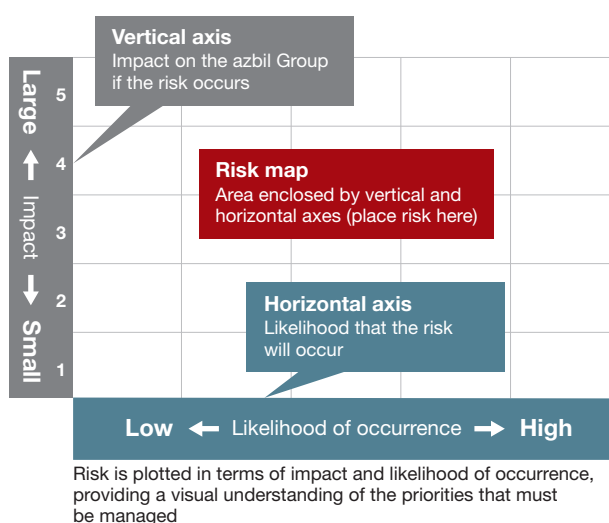 Vertical axis
Impact on the azbil Group
if the risk occurs
Large
Impact
Small
5
4
3
2
1
Risk map
Area enclosed by vertical and
horizontal axes (place risk here)
Horizontal axis
Likelihood that the risk
will occur
Low ← Likelihood of occurrence → High
Risk is plotted in terms of impact and likelihood of occurrence,
providing a visual understanding of the priorities that must
be managed